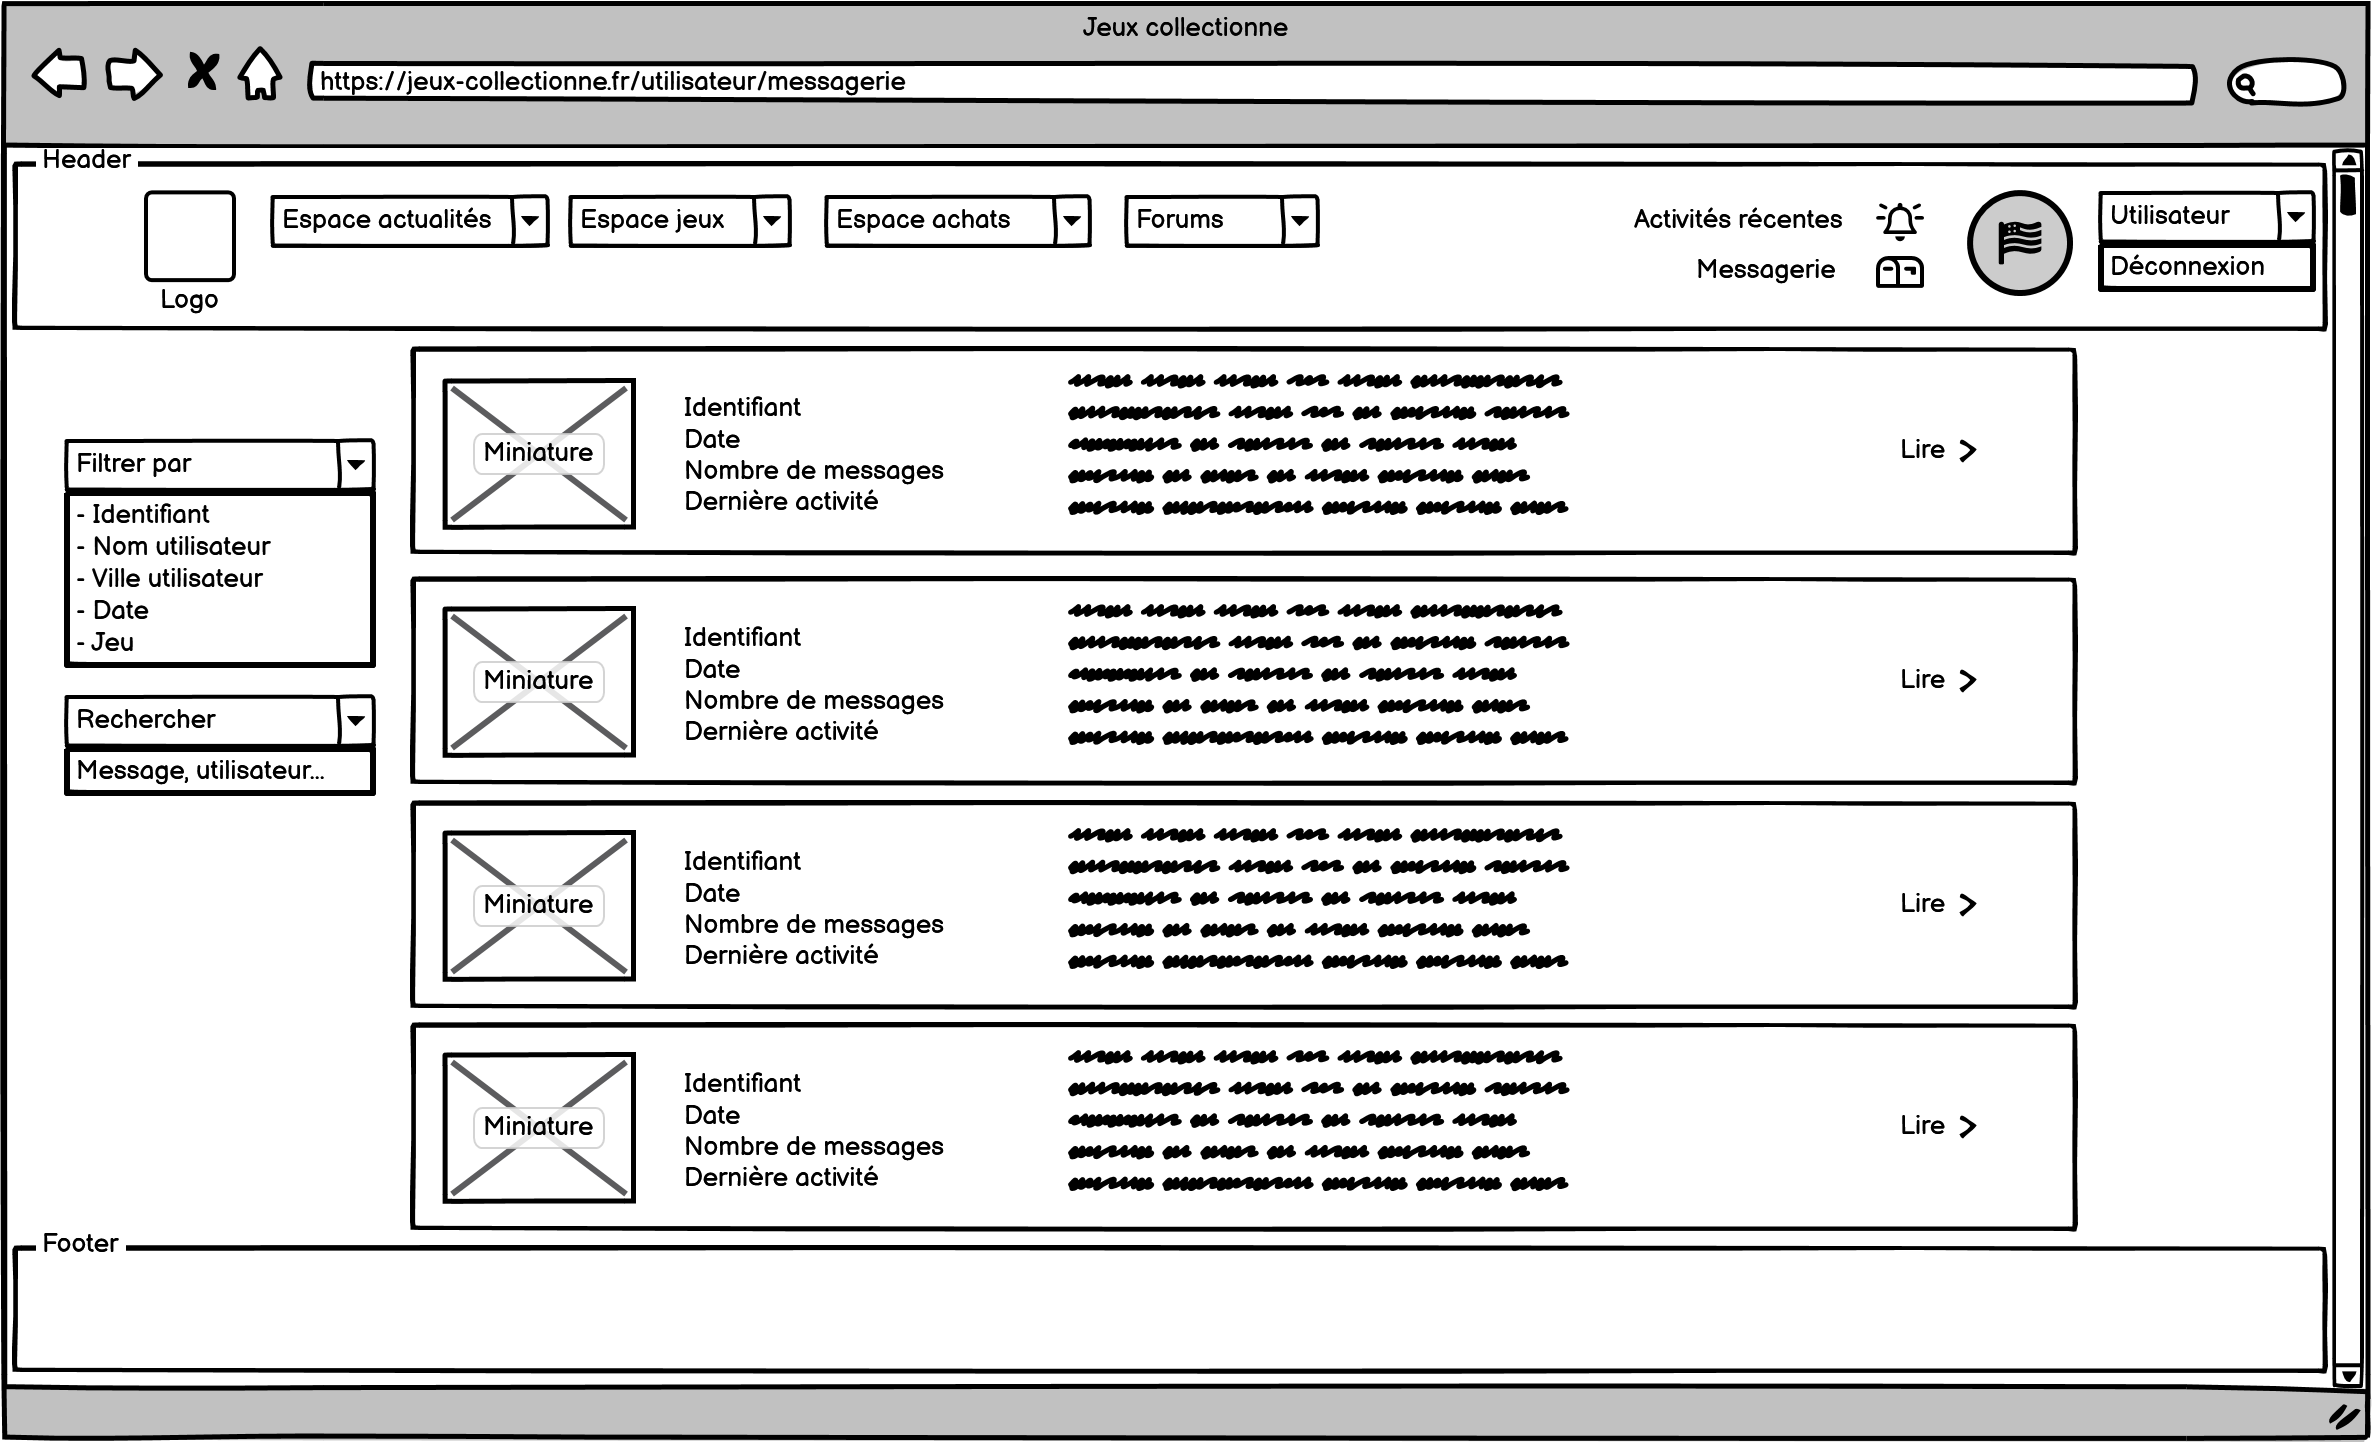 Jeux collectionne
https://jeux-collectionne.fr/utilisateur/messagerie
Header
Logo
Espace actualités
Espace jeux
Espace achats
Forums
Activités récentes
Messagerie
Utilisateur
Déconnexion
Filtrer par
- Identifiant
- Nom utilisateur
- Ville utilisateur
- Date
- Jeu
Rechercher
Message, utilisateur...
Miniature
Identifiant
Date
Nombre de messages
Dernière activité
Lire
Miniature
Identifiant
Date
Nombre de messages
Dernière activité
Lire
Miniature
Identifiant
Date
Nombre de messages
Dernière activité
Lire
Miniature
Identifiant
Date
Nombre de messages
Dernière activité
Lire
Footer